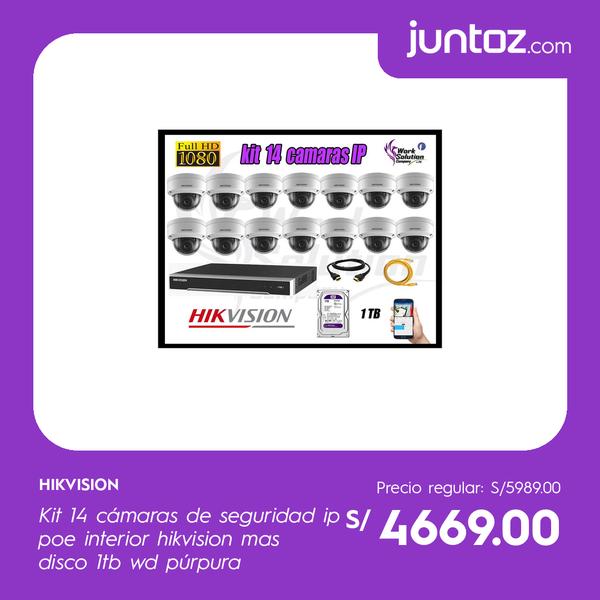 juntoz.com
Full HD
1080
kit 14 camaras IP
Work
Solution
Company
HIKVISION
1 TB
HIKVISION
Precio regular: S/5989.00
Kit 14 cámaras de seguridad ip
poe interior hikvision mas
disco 1tb wd púrpura
S/ 4669.00